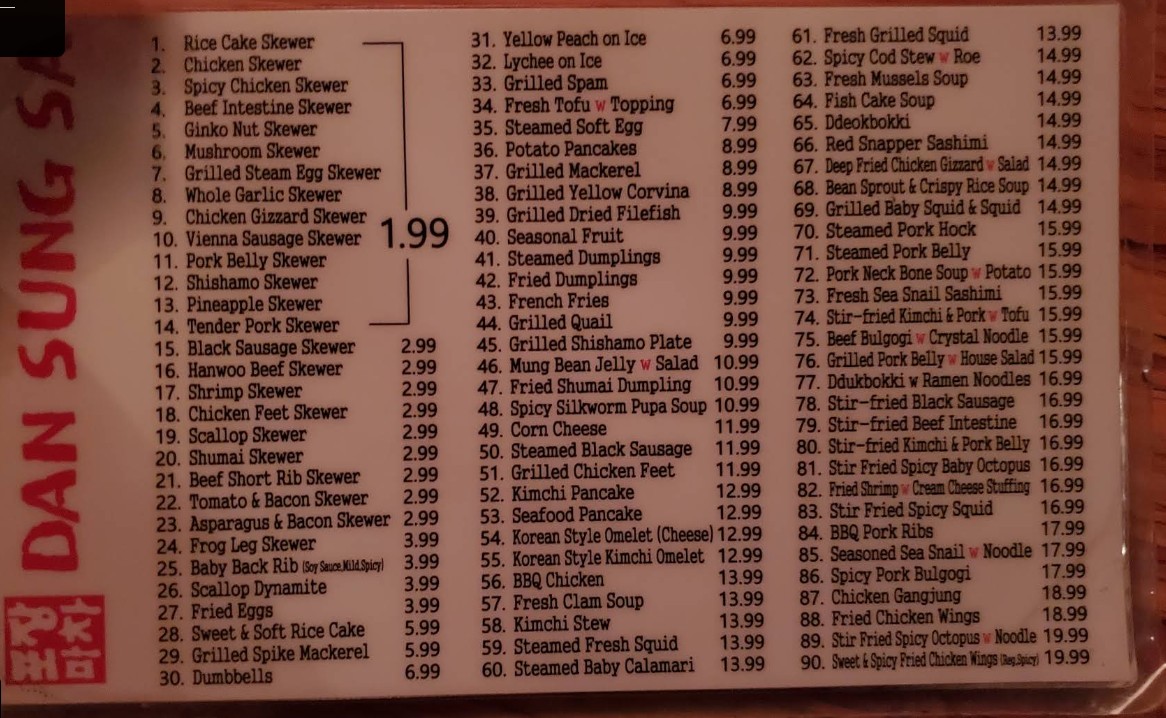 DAN SUNG SA
포장
마차
1. Rice Cake Skewer
2. Chicken Skewer
3. Spicy Chicken Skewer
4. Beef Intestine Skewer
5. Ginko Nut Skewer
6. Mushroom Skewer
7. Grilled Steam Egg Skewer
8. Whole Garlic Skewer
9. Chicken Gizzard Skewer
10. Vienna Sausage Skewer 1.99
11. Pork Belly Skewer
12. Shishamo Skewer
13. Pineapple Skewer
14. Tender Pork Skewer
15. Black Sausage Skewer 2.99
16. Hanwoo Beef Skewer 2.99
17. Shrimp Skewer 2.99
18. Chicken Feet Skewer 2.99
19. Scallop Skewer 2.99
20. Shumai Skewer 2.99
21. Beef Short Rib Skewer 2.99
22. Tomato & Bacon Skewer 2.99
23. Asparagus & Bacon Skewer 2.99
24. Frog Leg Skewer 3.99
25. Baby Back Rib (Soy Sauce,Mild,Spicy) 3.99
26. Scallop Dynamite 3.99
27. Fried Eggs 3.99
28. Sweet & Soft Rice Cake 5.99
29. Grilled Spike Mackerel 5.99
30. Dumbbells 6.99
31. Yellow Peach on Ice 6.99
32. Lychee on Ice 6.99
33. Grilled Spam 6.99
34. Fresh Tofu w Topping 6.99
35. Steamed Soft Egg 7.99
36. Potato Pancakes 8.99
37. Grilled Mackerel 8.99
38. Grilled Yellow Corvina 8.99
39. Grilled Dried Filefish 9.99
40. Seasonal Fruit 9.99
41. Steamed Dumplings 9.99
42. Fried Dumplings 9.99
43. French Fries 9.99
44. Grilled Quail 9.99
45. Grilled Shishamo Plate 9.99
46. Mung Bean Jelly w Salad 10.99
47. Fried Shumai Dumpling 10.99
48. Spicy Silkworm Pupa Soup 10.99
49. Corn Cheese 11.99
50. Steamed Black Sausage 11.99
51. Grilled Chicken Feet 11.99
52. Kimchi Pancake 12.99
53. Seafood Pancake 12.99
54. Korean Style Omelet (Cheese) 12.99
55. Korean Style Kimchi Omelet 12.99
56. BBQ Chicken 13.99
57. Fresh Clam Soup 13.99
58. Kimchi Stew 13.99
59. Steamed Fresh Squid 13.99
60. Steamed Baby Calamari 13.99
61. Fresh Grilled Squid 13.99
62. Spicy Cod Stew w Roe 14.99
63. Fresh Mussels Soup 14.99
64. Fish Cake Soup 14.99
65. Ddeokbokki 14.99
66. Red Snapper Sashimi 14.99
67. Deep Fried Chicken Gizzard w Salad 14.99
68. Bean Sprout & Crispy Rice Soup 14.99
69. Grilled Baby Squid & Squid 14.99
70. Steamed Pork Hock 15.99
71. Steamed Pork Belly 15.99
72. Pork Neck Bone Soup w Potato 15.99
73. Fresh Sea Snail Sashimi 15.99
74. Stir-fried Kimchi & Pork w Tofu 15.99
75. Beef Bulgogi w Crystal Noodle 15.99
76. Grilled Pork Belly w House Salad 15.99
77. Ddukbokki w Ramen Noodles 16.99
78. Stir-fried Black Sausage 16.99
79. Stir-fried Beef Intestine 16.99
80. Stir-fried Kimchi & Pork Belly 16.99
81. Stir Fried Spicy Baby Octopus 16.99
82. Fried Shrimp w Cream Cheese Stuffing 16.99
83. Stir Fried Spicy Squid 16.99
84. BBQ Pork Ribs 17.99
85. Seasoned Sea Snail w Noodle 17.99
86. Spicy Pork Bulgogi 17.99
87. Chicken Gangjung 18.99
88. Fried Chicken Wings 18.99
89. Stir Fried Spicy Octopus w Noodle 19.99
90. Sweet & Spicy Fried Chicken Wings (Reg,Spicy) 19.99